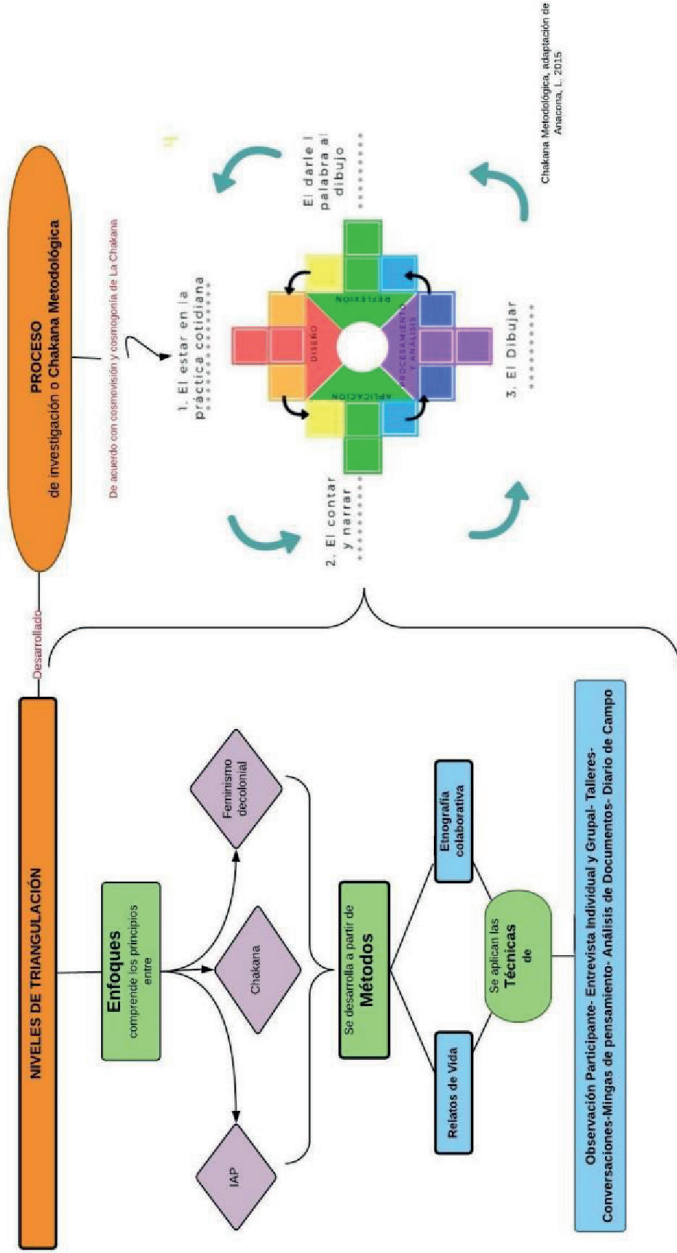 NIVELES DE TRIANGULACIÓN
Desarrollado
PROCESO
de investigación o Chakana Metodológica
De acuerdo con cosmovisión y cosmogonía de La Chakana
Enfoques
comprende los principios
entre
IAP
Chakana
Feminismo
decolonial
Se desarrolla a partir de
Métodos
Relatos de Vida
Etnografía
colaborativa
Se aplican las
Técnicas
de
Observación Participante- Entrevista Individual y Grupal- Talleres-
Conversaciones-Mingas de pensamiento- Análisis de Documentos- Diario de Campo
1. El estar en la
práctica cotidiana
2. El contar
y narrar
3. El Dibujar
4
El darle l
palabra al
dibujo
DISEÑO
APLICACIÓN
PROCESAMIENTO
Y ANÁLISIS
REFLEXIÓN
Chakana Metodológica, adaptación de
Anacona, L. 2015